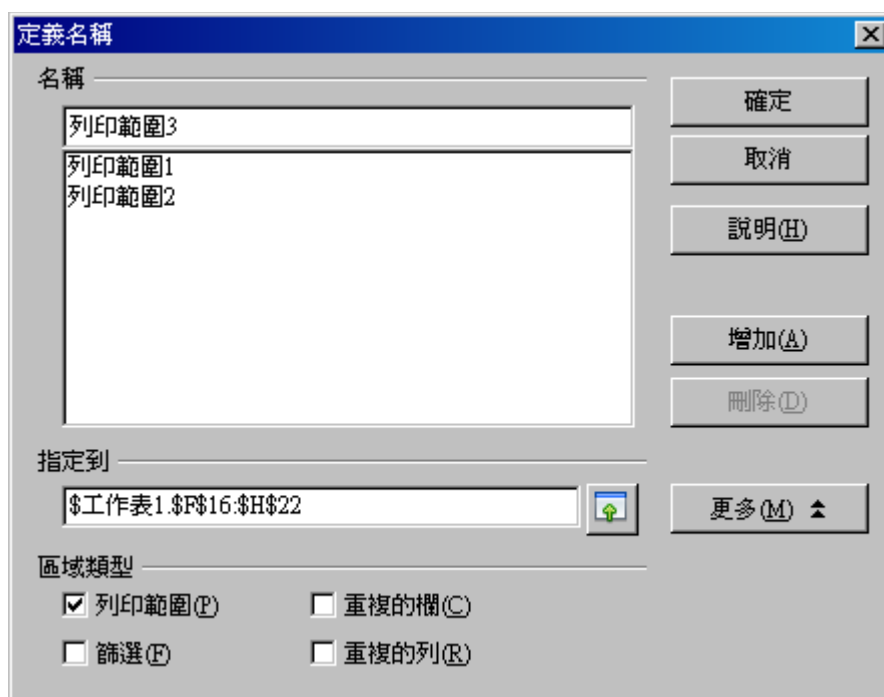 定義名稱
名稱
列印範圍3
列印範圍1
列印範圍2
確定
取消
說明(H)
增加(A)
刪除(D)
指定到
$工作表1.$F$16:$H$22
更多(M)
區域類型
列印範圍(P)
重複的欄(C)
篩選(F)
重複的列(R)